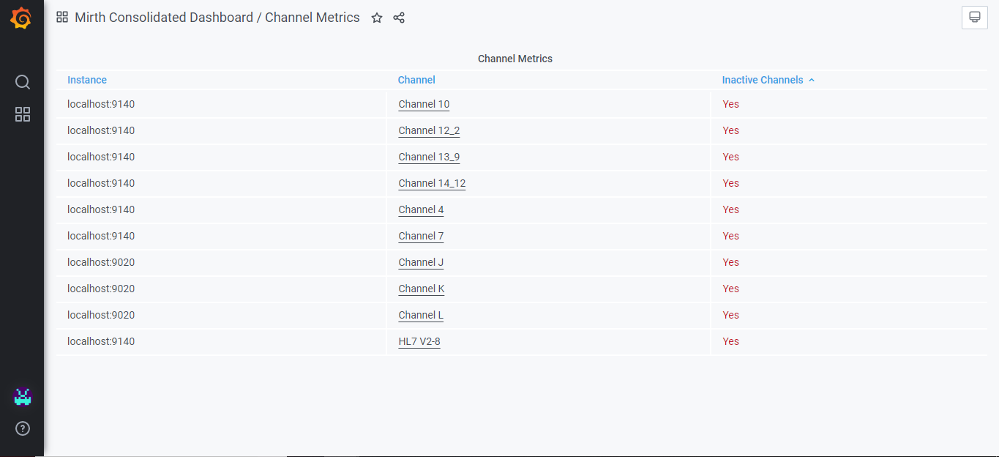 Mirth Consolidated Dashboard / Channel Metrics
Channel Metrics
Instance Channel Inactive Channels
localhost:9140 Channel 10 Yes
localhost:9140 Channel 12_2 Yes
localhost:9140 Channel 13_9 Yes
localhost:9140 Channel 14_12 Yes
localhost:9140 Channel 4 Yes
localhost:9140 Channel 7 Yes
localhost:9020 Channel J Yes
localhost:9020 Channel K Yes
localhost:9020 Channel L Yes
localhost:9140 HL7 V2-8 Yes